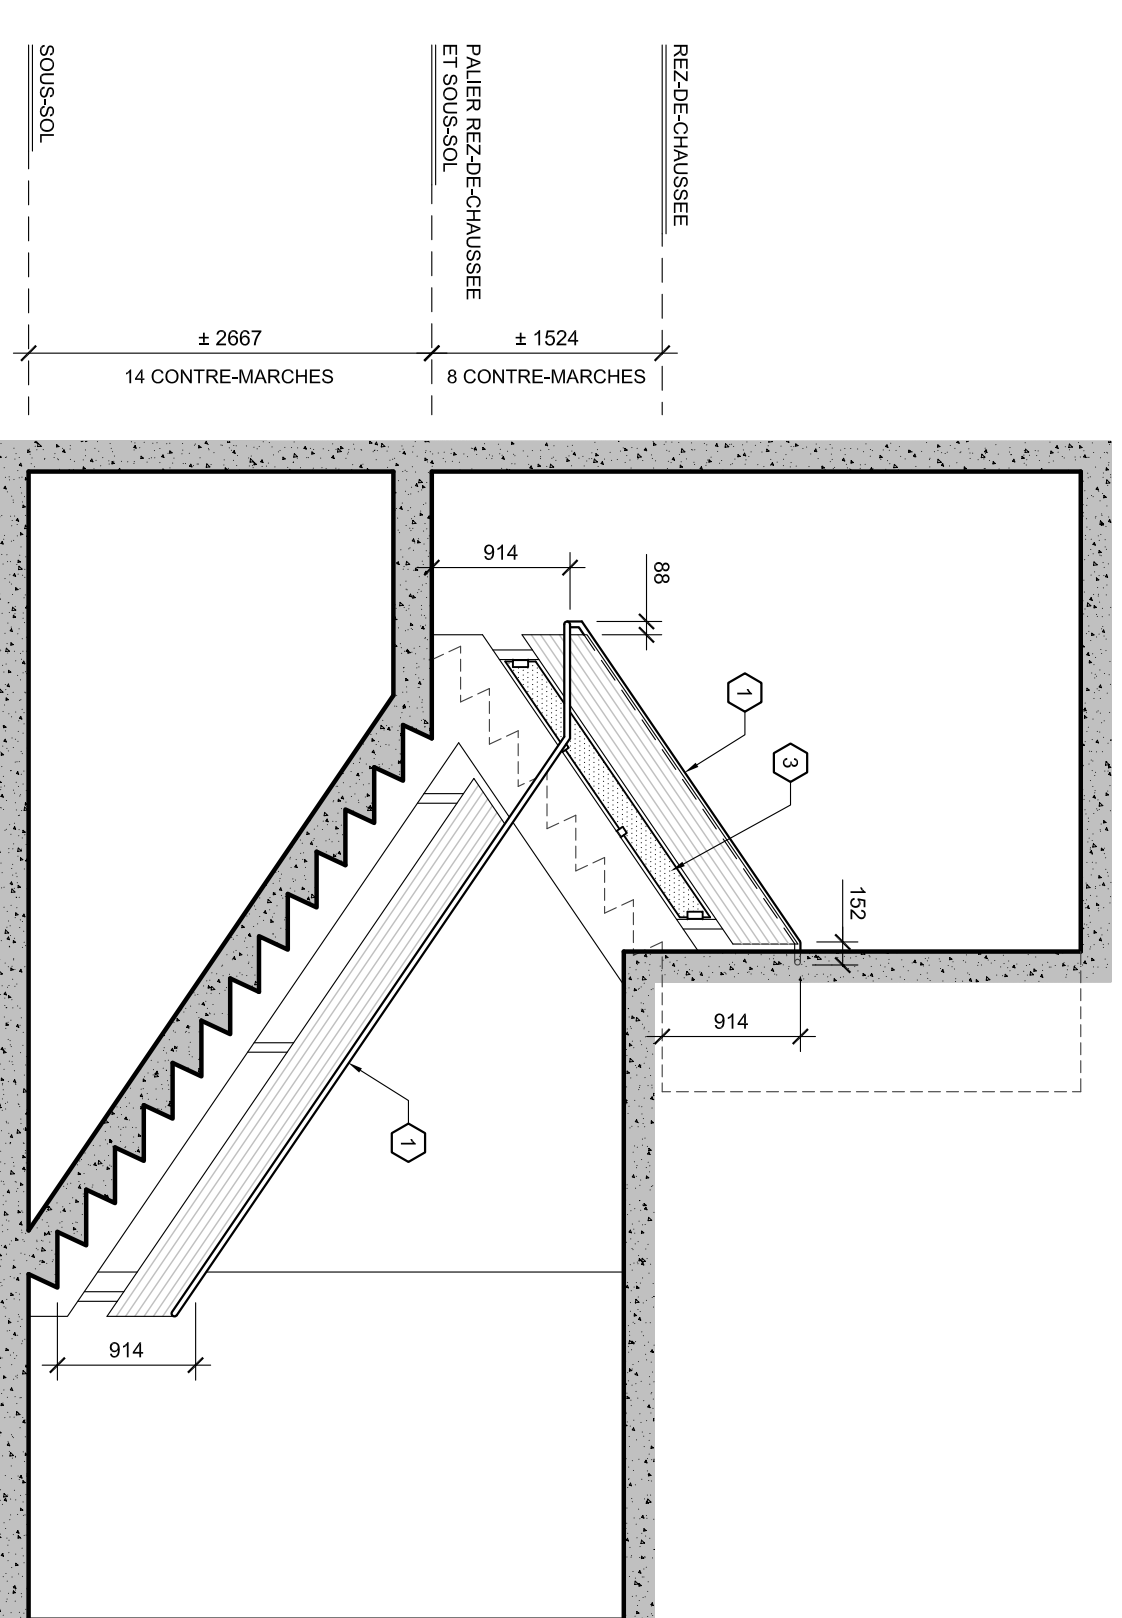 SOUS-SOL
PALIER REZ-DE-CHAUSSEE
ET SOUS-SOL
REZ-DE-CHAUSSEE
± 2667
14 CONTRE-MARCHES
± 1524
8 CONTRE-MARCHES
914
88
1
3
152
914
1
914